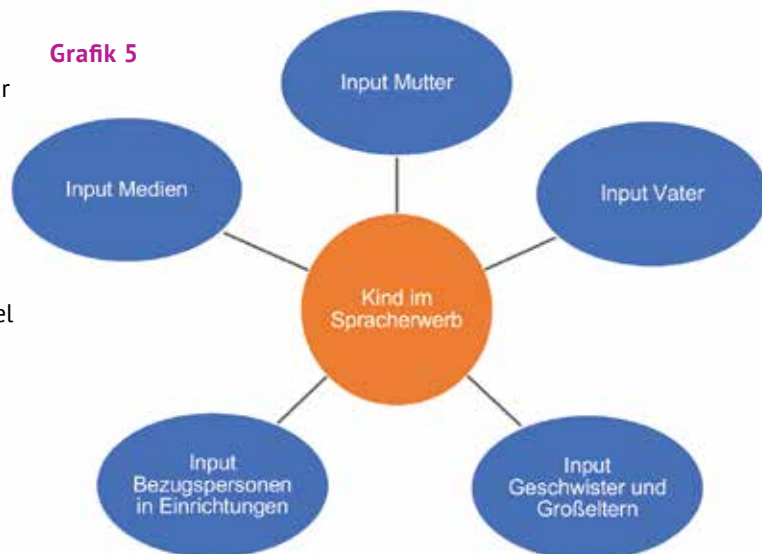 Grafik 5
r
Input Mutter
Input Medien
Input Vater
Kind im
Spracherwerb
el
Input
Bezugspersonen
in Einrichtungen
Input
Geschwister und
Großeltern